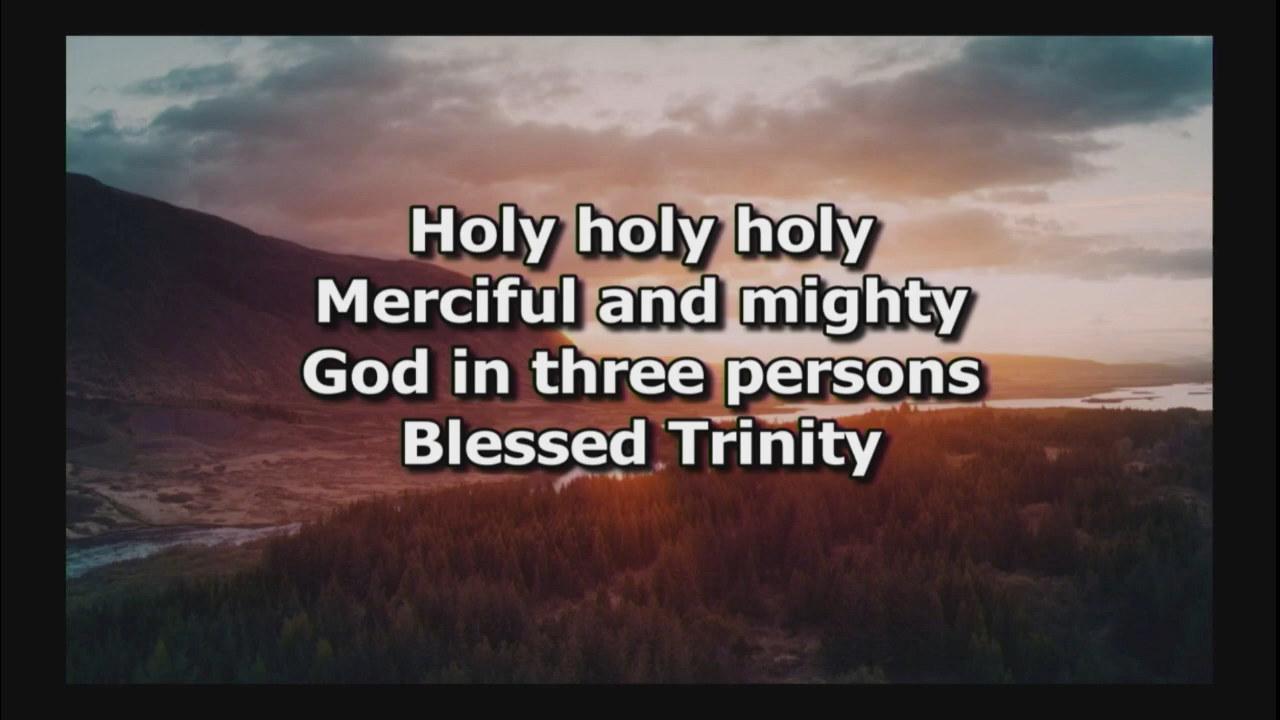 Holy holy holy
Merciful and mighty
God in three persons
Blessed Trinity